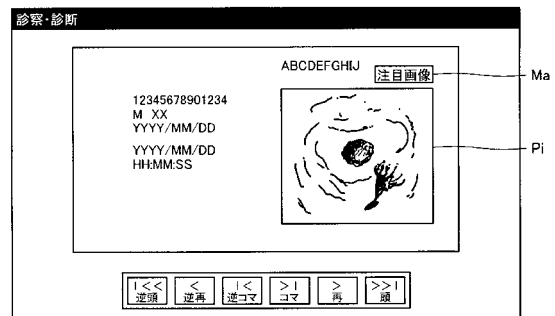 診察・診断
ABCDEFGHIJ
注目画像
Ma
12345678901234
M XX
YYYY/MM/DD
YYYY/MM/DD
HH:MM:SS
Pi
|<< < |< >| > >>|
逆頭 逆再 逆コマ コマ 再 頭